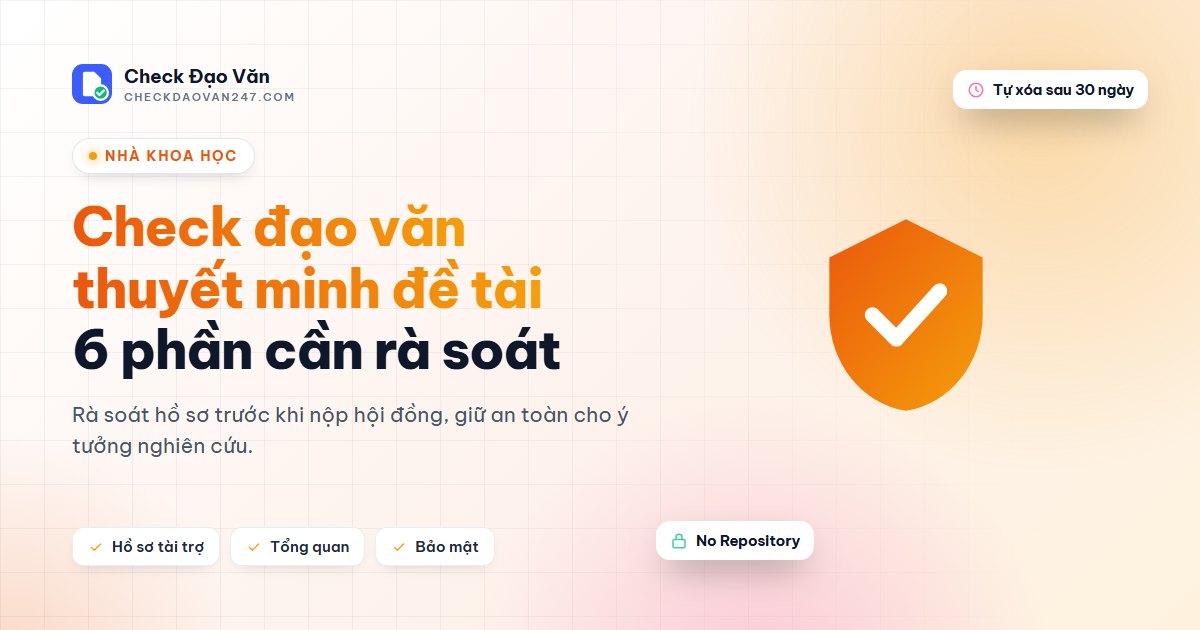 Check Đạo Văn
CHECKDAOVAN247.COM
Tự xóa sau 30 ngày
NHÀ KHOA HỌC
Check đạo văn
thuyết minh đề tài
6 phần cần rà soát
Rà soát hồ sơ trước khi nộp hội đồng, giữ an toàn cho ý
tưởng nghiên cứu.
Hồ sơ tài trợ
Tổng quan
Bảo mật
No Repository